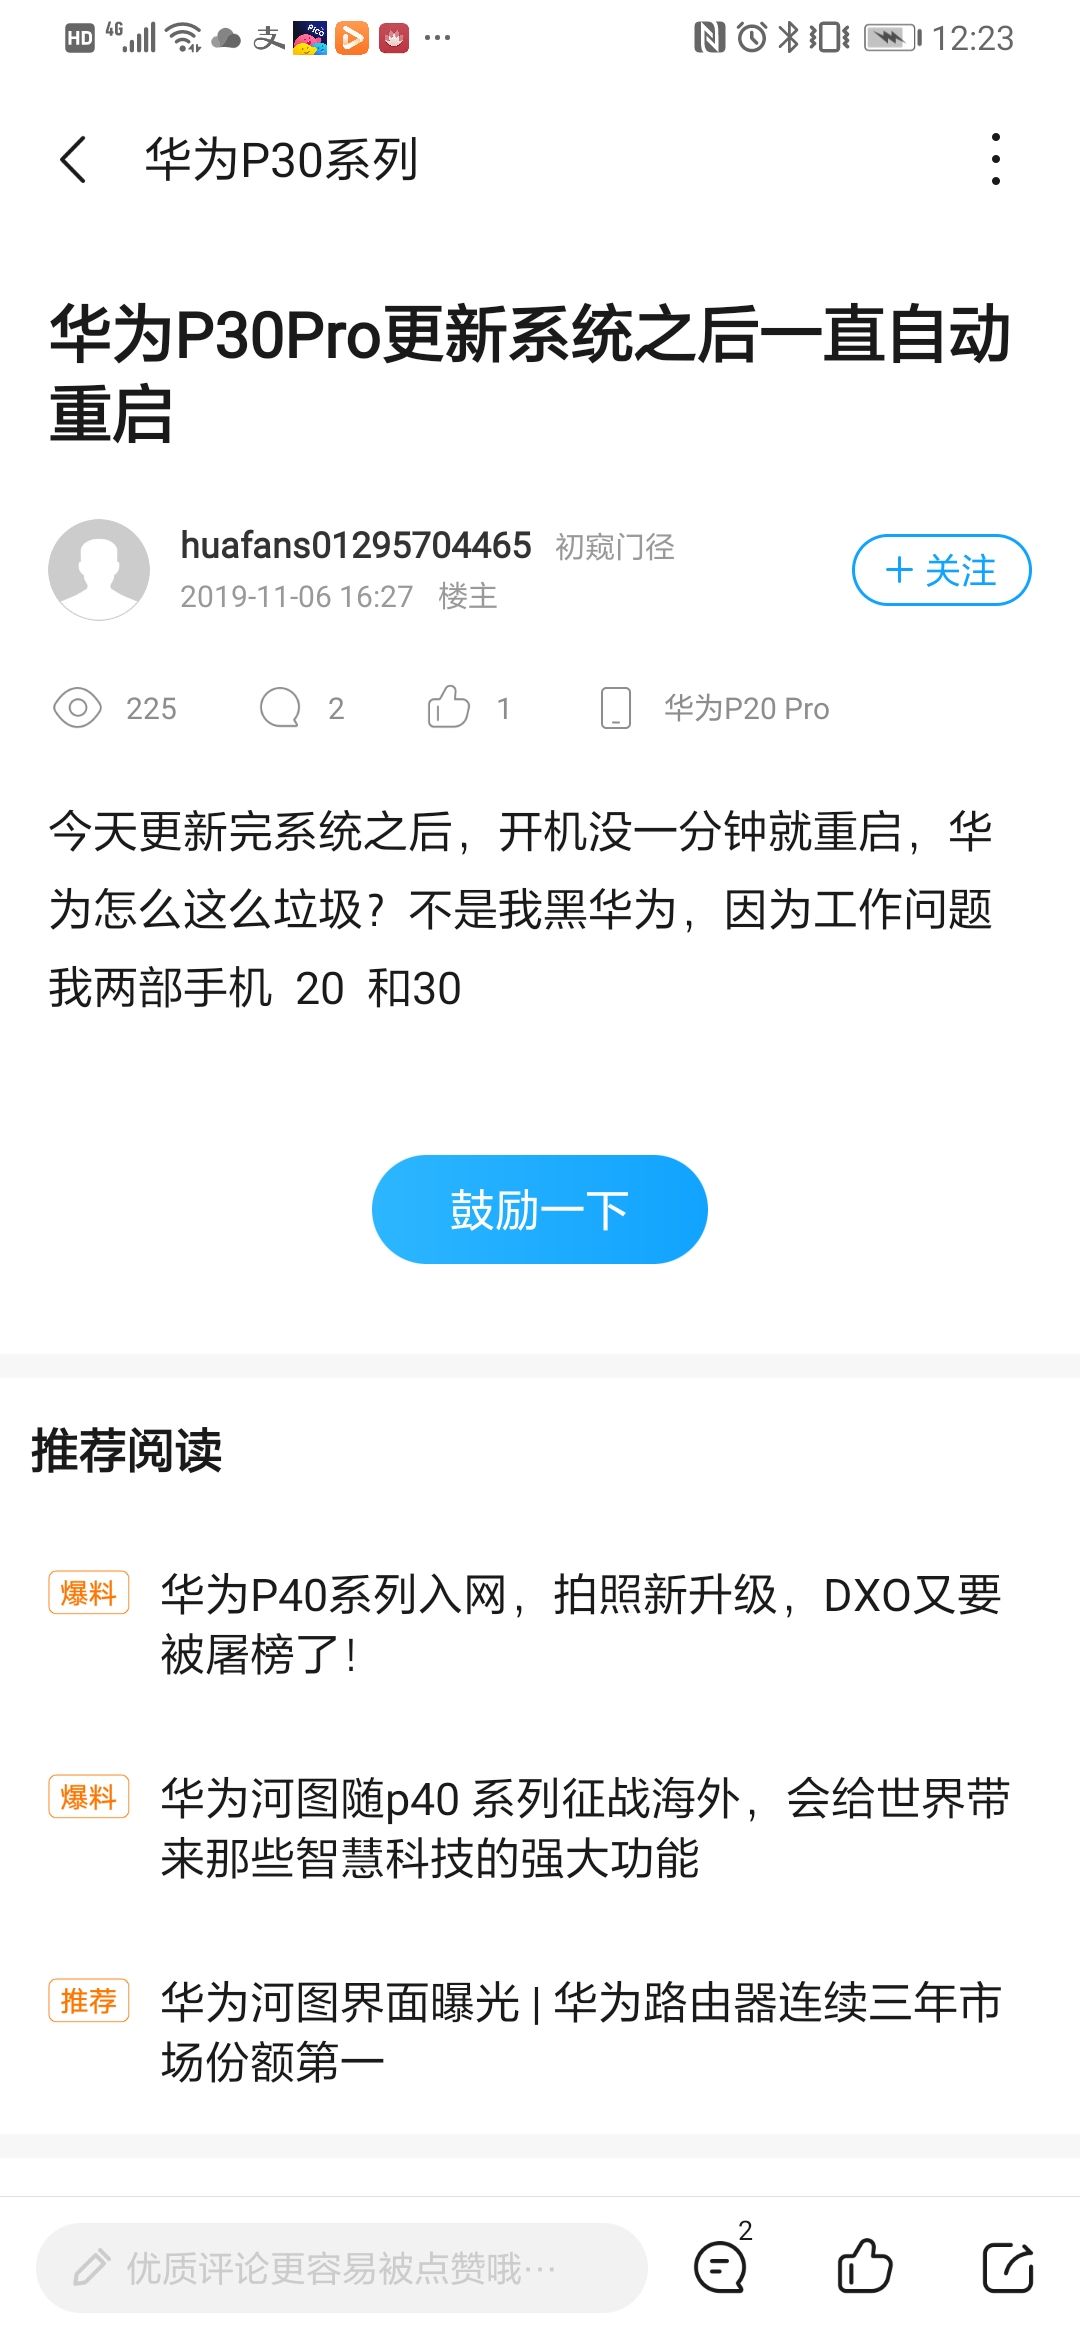 HD 4G 支 PICO 12:23
华为P30系列
华为P30Pro更新系统之后一直自动
重启
huafans01295704465 初窥门径
2019-11-06 16:27 楼主
+ 关注
225 2 1 华为P20 Pro
今天更新完系统之后，开机没一分钟就重启，华
为怎么这么垃圾？不是我黑华为，因为工作问题
我两部手机 20 和30
鼓励一下
推荐阅读
爆料 华为P40系列入网，拍照新升级，DXO又要
被屠榜了！
爆料 华为河图随p40 系列征战海外，会给世界带
来那些智慧科技的强大功能
推荐 华为河图界面曝光 | 华为路由器连续三年市
场份额第一
优质评论更容易被点赞哦… 2